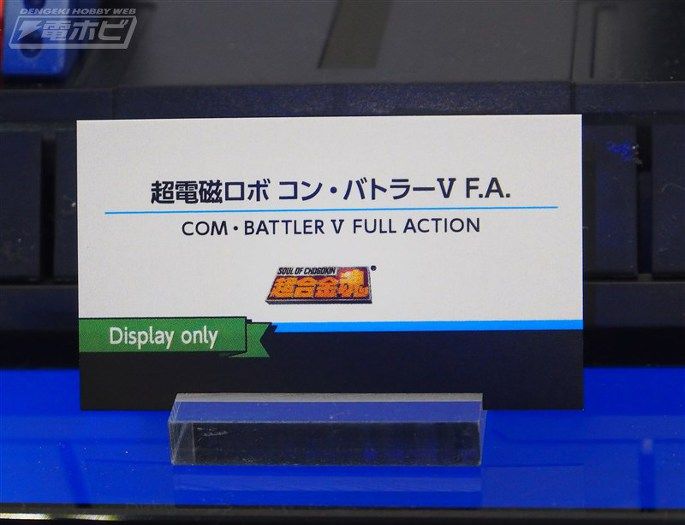 DENGEKI HOBBY WEB
電ホビ
超電磁ロボ コン・バトラーV F.A.
COM・BATTLER V FULL ACTION
SOUL OF CHOGOKIN
超合金魂
Display only